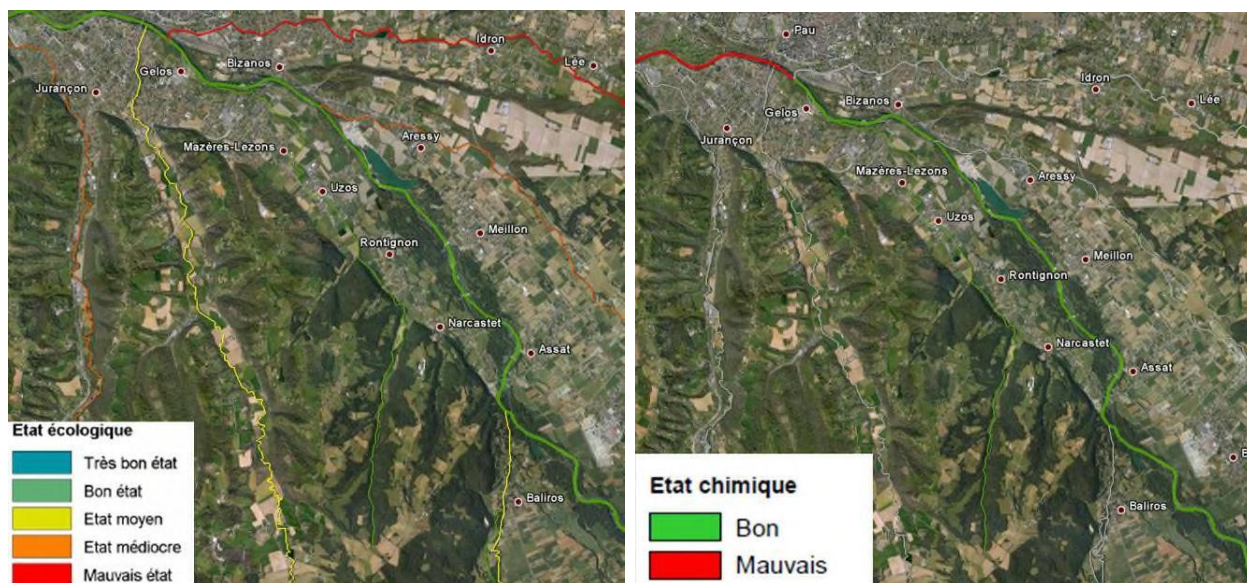 Idron
Bizanos
Lée
Gelos
Jurançon
Aressy
Mazères-Lezons
Uzos
Meillon
Rontignon
Narcastet
Assat
Baliros
Etat écologique
Très bon état
Bon état
Etat moyen
Etat médiocre
Mauvais état
Pau
Idron
Lée
Bizanos
Gelos
Jurançon
Aressy
Mazères-Lezons
Uzos
Meillon
Rontignon
Narcastet
Assat
B
Baliros
Etat chimique
Bon
Mauvais